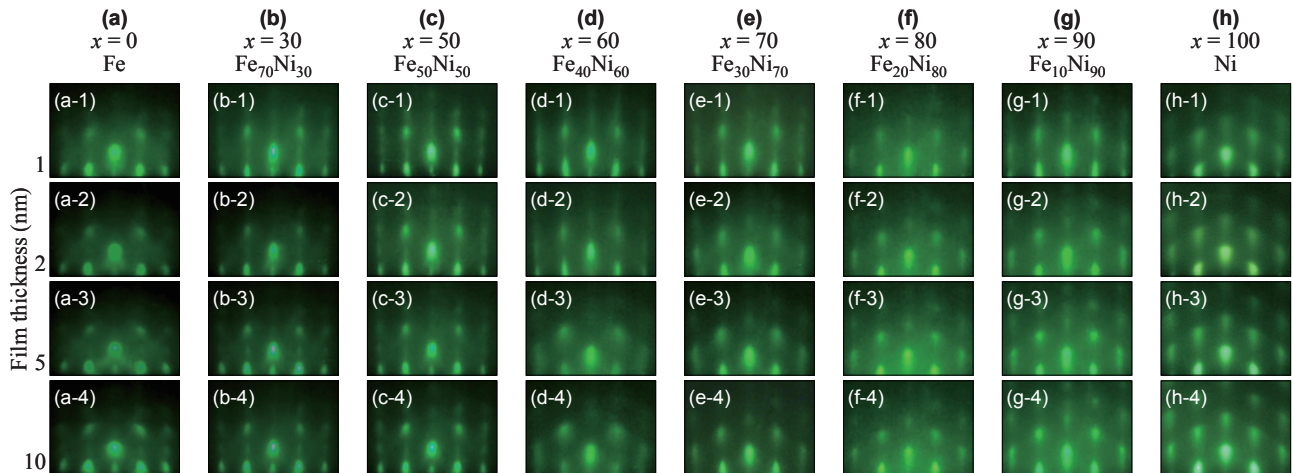 (a) (b) (c) (d) (e) (f) (g) (h)
x = 0 x = 30 x = 50 x = 60 x = 70 x = 80 x = 90 x = 100
Fe Fe₇₀Ni₃₀ Fe₅₀Ni₅₀ Fe₄₀Ni₆₀ Fe₃₀Ni₇₀ Fe₂₀Ni₈₀ Fe₁₀Ni₉₀ Ni
Film thickness (nm)
(a-1) (b-1) (c-1) (d-1) (e-1) (f-1) (g-1) (h-1)
1
(a-2) (b-2) (c-2) (d-2) (e-2) (f-2) (g-2) (h-2)
2
(a-3) (b-3) (c-3) (d-3) (e-3) (f-3) (g-3) (h-3)
5
(a-4) (b-4) (c-4) (d-4) (e-4) (f-4) (g-4) (h-4)
10